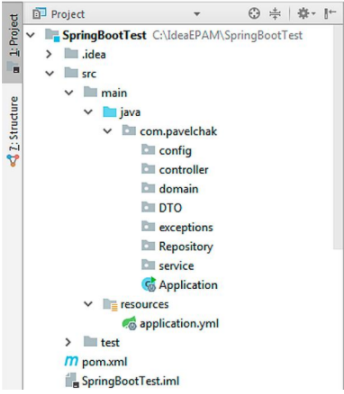 Project
1: Project
SpringBootTest C:\IdeaEPAM\SpringBootTest
.idea
src
main
java
com.pavelchak
config
controller
domain
DTO
exceptions
Repository
service
Application
resources
application.yml
test
pom.xml
SpringBootTest.iml
7: Structure